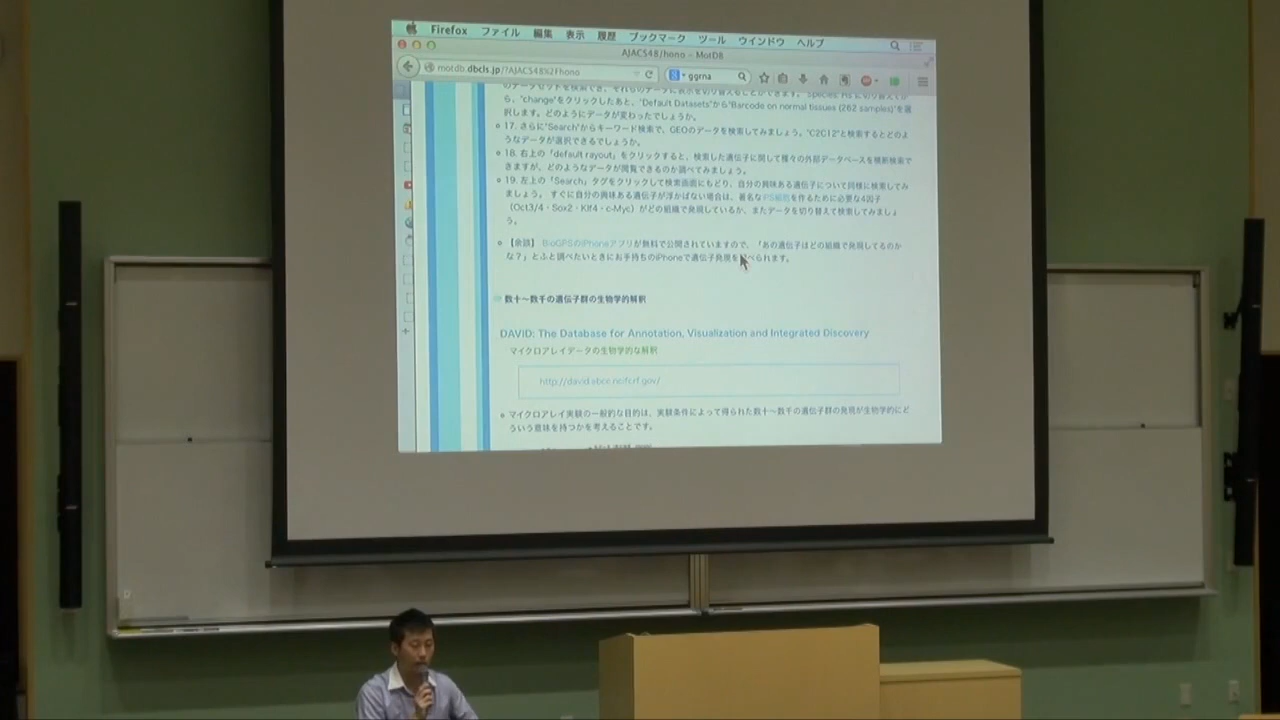 Firefox ファイル 編集 表示 履歴 ブックマーク ツール ウインドウ ヘルプ
AJACS48/hono – MotDB
motdb.dbcls.jp/?AJACS48%2Fhono
ggrna
ら、"change"をクリックしたあと、"Default Datasets"から"Barcode on normal tissues (262 samples)"を選
択します。どのようにデータが変わったでしょうか。
17. さらに"Search"からキーワード検索で、GEOのデータを検索してみましょう。"C2C12"と検索するとどのよ
うなデータが選択できるでしょうか。
18. 右上の「default rayout」をクリックすると、検索した遺伝子に関して様々の外部データベースを横断検索で
きますが、どのようなデータが閲覧できるのか調べてみましょう。
19. 左上の「Search」タグをクリックして検索画面にもどり、自分の興味ある遺伝子について同様に検索してみ
ましょう。 すぐに自分の興味ある遺伝子が浮かばない場合は、著名なiPS細胞を作るために必要な4因子
（Oct3/4・Sox2・Klf4・c-Myc）がどの組織で発現しているか、またデータを切り替えて検索してみましょ
う。
【余談】 BioGPSのiPhoneアプリが無料で公開されていますので、「あの遺伝子はどの組織で発現してるのか
な？」とふと調べたいときにお手持ちのiPhoneで遺伝子発現を べられます。
数十〜数千の遺伝子群の生物学的解釈
DAVID: The Database for Annotation, Visualization and Integrated Discovery
マイクロアレイデータの生物学的な解釈
http://david.abcc.ncifcrf.gov/
マイクロアレイ実験の一般的な目的は、実験条件によって得られた数十〜数千の遺伝子群の発現が生物学的にど
ういう意味を持つかを考えることです。